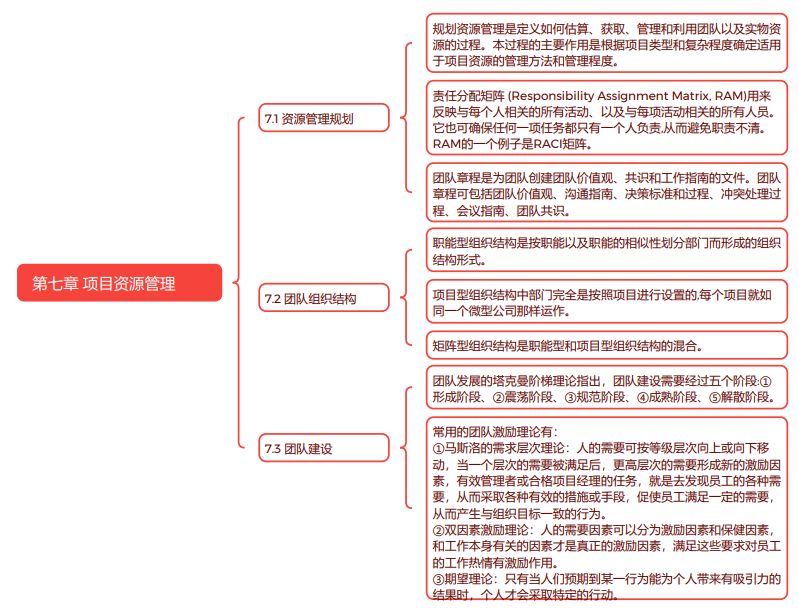 第七章 项目资源管理
7.1 资源管理规划
规划资源管理是定义如何估算、获取、管理和利用团队以及实物资
源的过程。本过程的主要作用是根据项目类型和复杂程度确定适用
于项目资源的管理方法和管理程度。
责任分配矩阵 (Responsibility Assignment Matrix, RAM)用来
反映与每个人相关的所有活动、以及与每项活动相关的所有人员。
它也可确保任何一项任务都只有一个人负责,从而避免职责不清。
RAM的一个例子是RACI矩阵。
团队章程是为团队创建团队价值观、共识和工作指南的文件。团队
章程可包括团队价值观、沟通指南、决策标准和过程、冲突处理过
程、会议指南、团队共识。
7.2 团队组织结构
职能型组织结构是按职能以及职能的相似性划分部门而形成的组织
结构形式。
项目型组织结构中部门完全是按照项目进行设置的,每个项目就如
同一个微型公司那样运作。
矩阵型组织结构是职能型和项目型组织结构的混合。
7.3 团队建设
团队发展的塔克曼阶梯理论指出，团队建设需要经过五个阶段:①
形成阶段、②震荡阶段、③规范阶段、④成熟阶段、⑤解散阶段。
常用的团队激励理论有：
①马斯洛的需求层次理论：人的需要可按等级层次向上或向下移
动，当一个层次的需要被满足后，更高层次的需要形成新的激励因
素，有效管理者或合格项目经理的任务，就是去发现员工的各种需
要，从而采取各种有效的措施或手段，促使员工满足一定的需要，
从而产生与组织目标一致的行为。
②双因素激励理论：人的需要因素可以分为激励因素和保健因素，
和工作本身有关的因素才是真正的激励因素，满足这些要求对员工
的工作热情有激励作用。
③期望理论：只有当人们预期到某一行为能为个人带来有吸引力的
结果时，个人才会采取特定的行动。